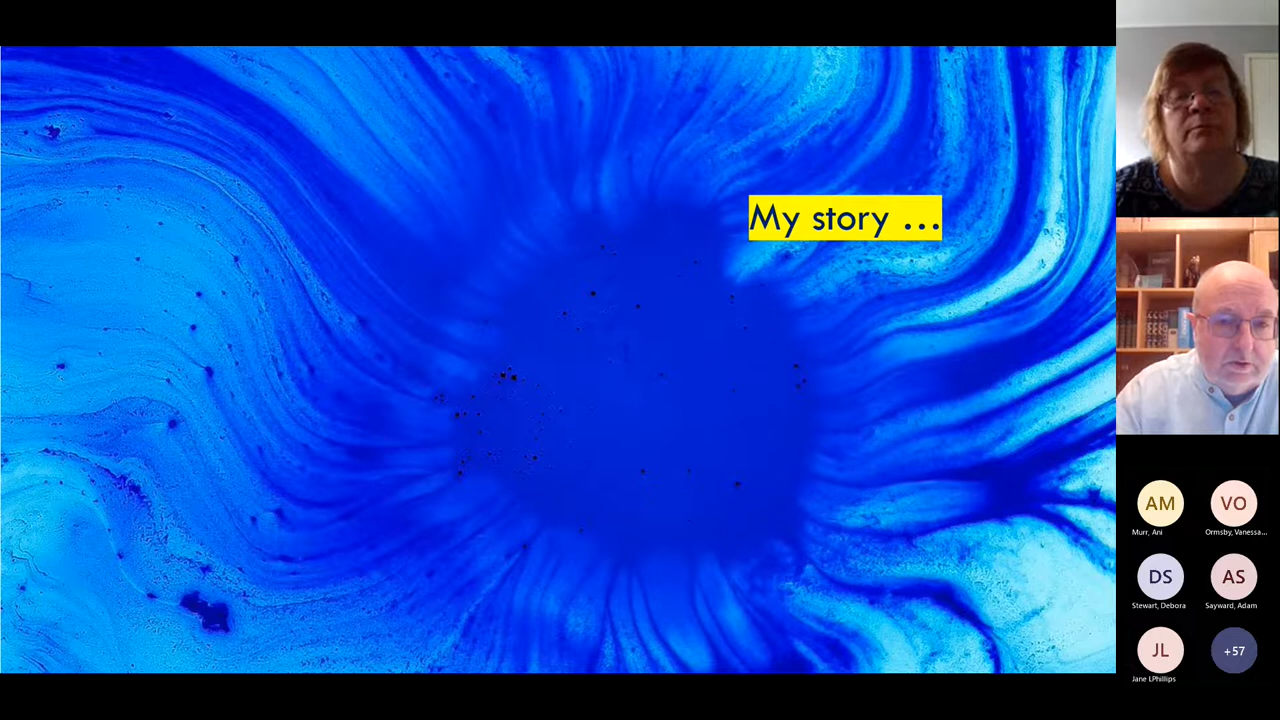 My story ...
AM
VO
Murr, Ani
Ormsby, Vanessa...
DS
AS
Stewart, Debora
Sayward, Adam
JL
+57
Jane LPhillips